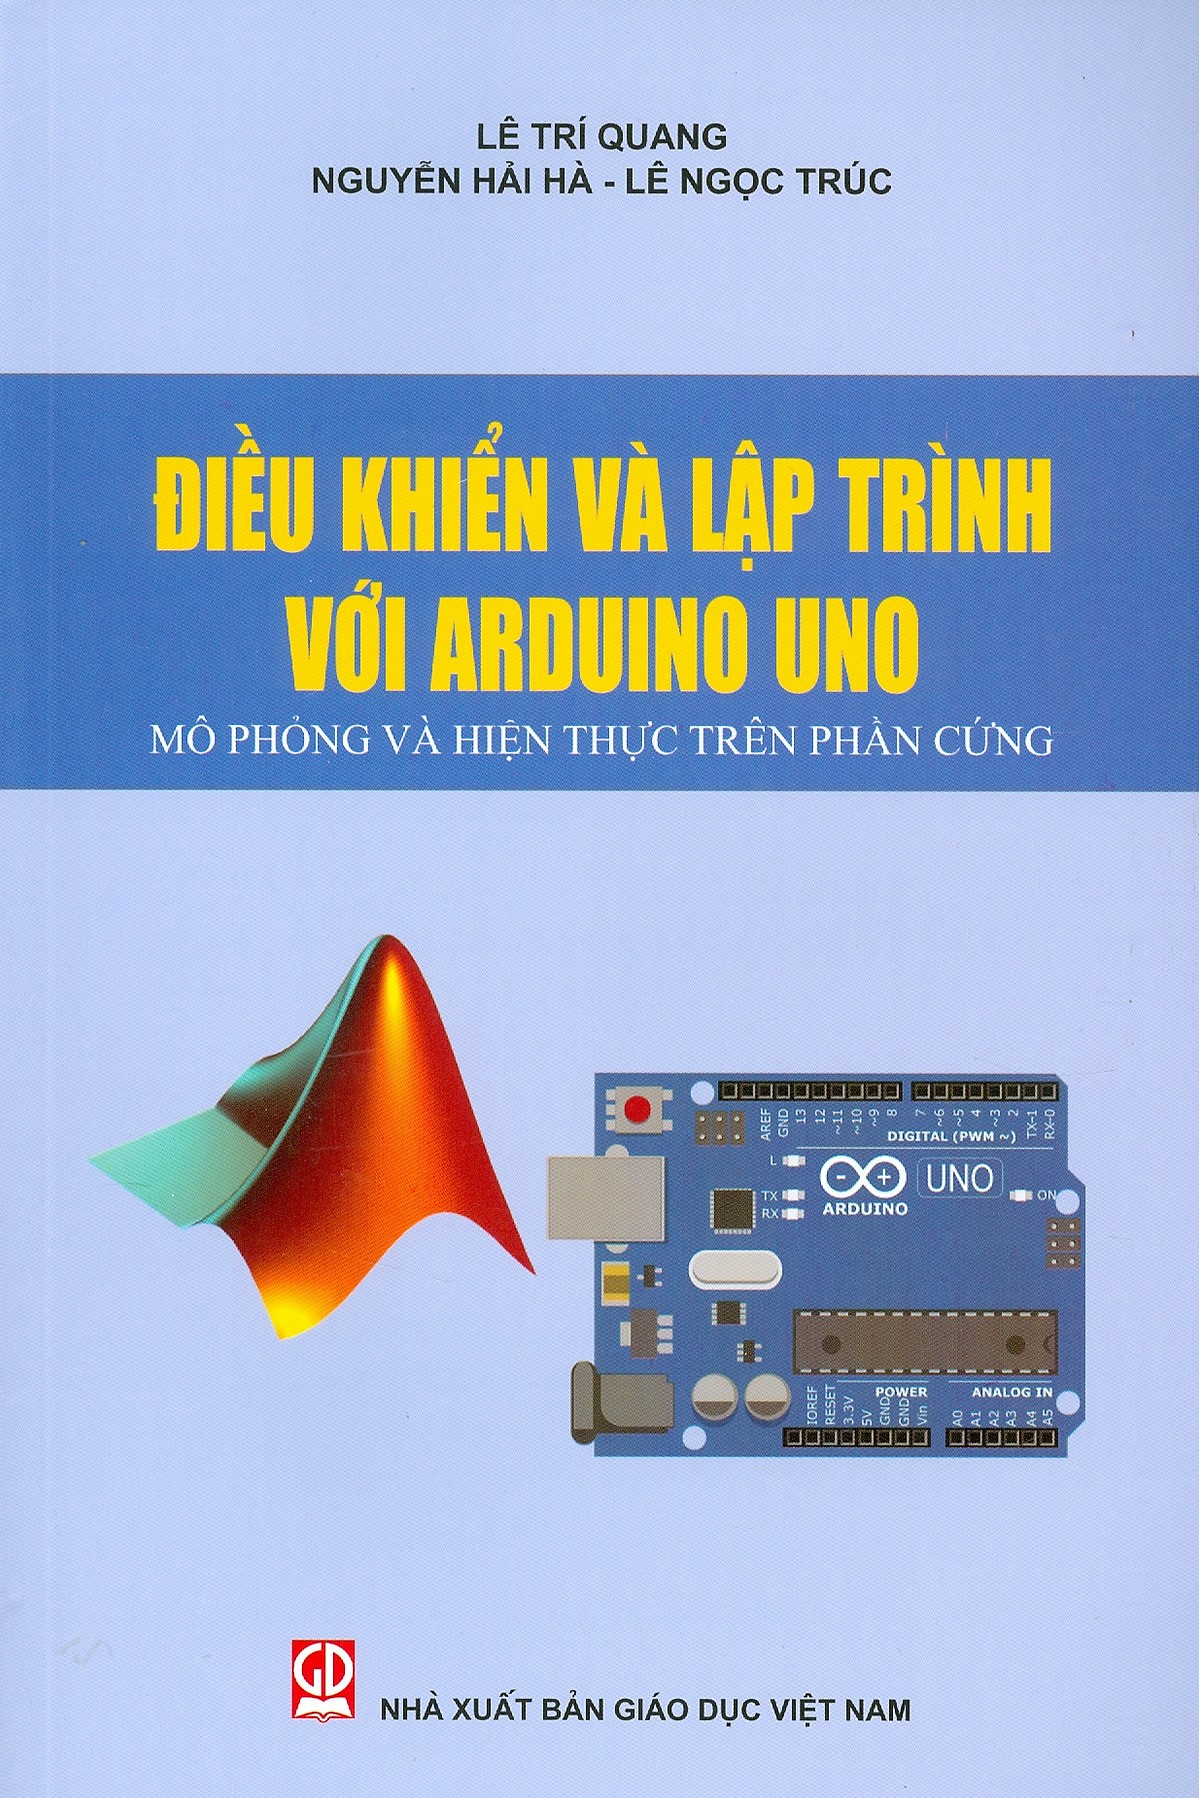 LÊ TRÍ QUANG
NGUYỄN HẢI HÀ - LÊ NGỌC TRÚC
ĐIỀU KHIỂN VÀ LẬP TRÌNH
VỚI ARDUINO UNO
MÔ PHỎNG VÀ HIỆN THỰC TRÊN PHẦN CỨNG
AREF
GND
13
12
~11
~10
~9
8
7
~6
~5
4
~3
2
TX-1
RX-0
DIGITAL (PWM ~)
L
TX
RX
UNO
ON
ARDUINO
POWER
ANALOG IN
IOREF
RESET
3.3V
5V
GND
GND
Vin
A0
A1
A2
A3
A4
A5
GD
NHÀ XUẤT BẢN GIÁO DỤC VIỆT NAM